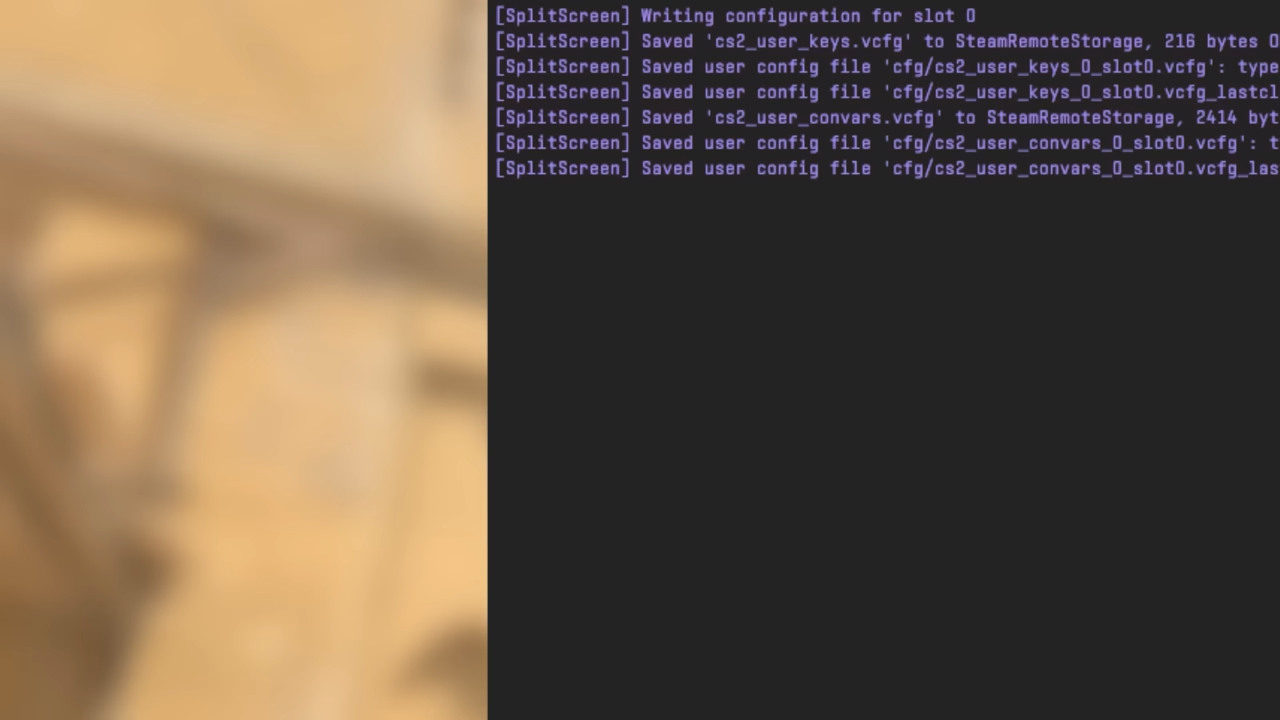 [SplitScreen] Writing configuration for slot 0
[SplitScreen] Saved 'cs2_user_keys.vcfg' to SteamRemoteStorage, 216 bytes 0
[SplitScreen] Saved user config file 'cfg/cs2_user_keys_0_slot0.vcfg': type
[SplitScreen] Saved user config file 'cfg/cs2_user_keys_0_slot0.vcfg_lastcl
[SplitScreen] Saved 'cs2_user_convars.vcfg' to SteamRemoteStorage, 2414 byt
[SplitScreen] Saved user config file 'cfg/cs2_user_convars_0_slot0.vcfg': t
[SplitScreen] Saved user config file 'cfg/cs2_user_convars_0_slot0.vcfg_las